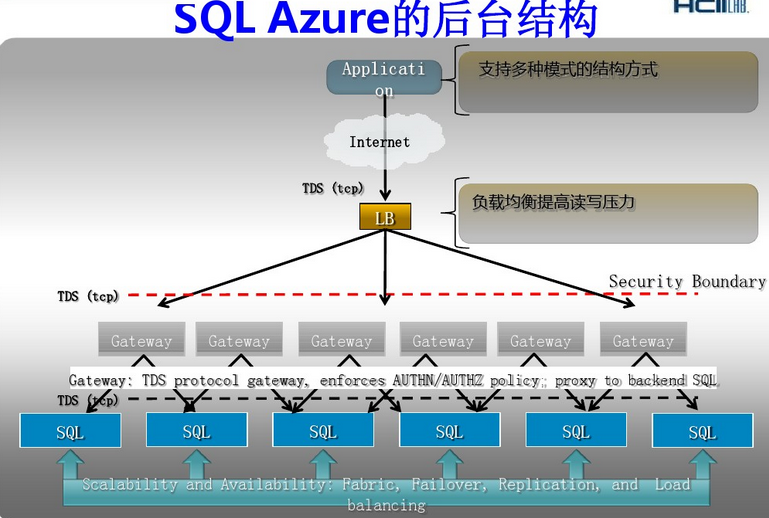 SQL Azure的后台结构
HCII LAB.
Applicati
on
支持多种模式的结构方式
Internet
TDS (tcp)
LB
负载均衡提高读写压力
Security Boundary
TDS (tcp)
Gateway Gateway Gateway Gateway Gateway Gateway
Gateway: TDS protocol gateway, enforces AUTHN/AUTHZ policy; proxy to backend SQL
TDS (tcp)
SQL SQL SQL SQL SQL SQL
Scalability and Availability: Fabric, Failover, Replication, and Load
balancing